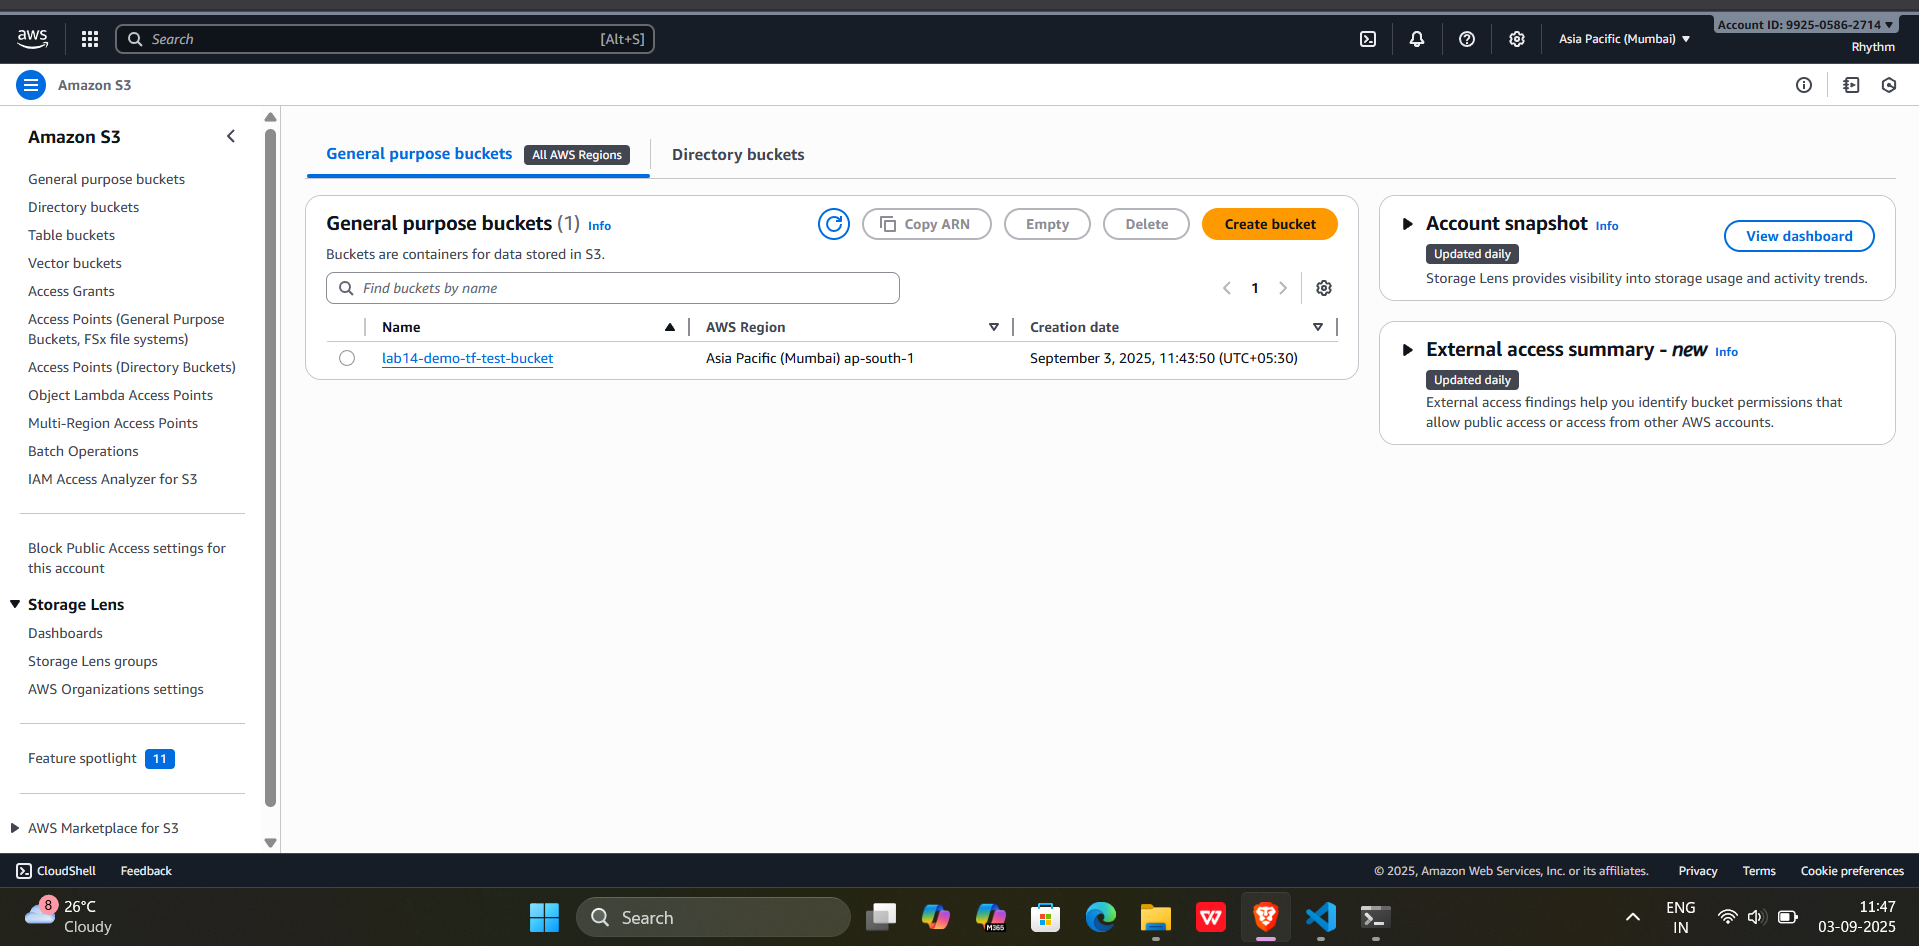 aws
Search
[Alt+S]
Asia Pacific (Mumbai)
Account ID: 9925-0586-2714
Rhythm
Amazon S3
Amazon S3
General purpose buckets
Directory buckets
Table buckets
Vector buckets
Access Grants
Access Points (General Purpose
Buckets, FSx file systems)
Access Points (Directory Buckets)
Object Lambda Access Points
Multi-Region Access Points
Batch Operations
IAM Access Analyzer for S3
Block Public Access settings for
this account
Storage Lens
Dashboards
Storage Lens groups
AWS Organizations settings
Feature spotlight 11
AWS Marketplace for S3
General purpose buckets All AWS Regions
Directory buckets
General purpose buckets (1) Info
Copy ARN
Empty
Delete
Create bucket
Buckets are containers for data stored in S3.
Find buckets by name
1
Name
AWS Region
Creation date
lab14-demo-tf-test-bucket
Asia Pacific (Mumbai) ap-south-1
September 3, 2025, 11:43:50 (UTC+05:30)
Account snapshot Info
View dashboard
Updated daily
Storage Lens provides visibility into storage usage and activity trends.
External access summary - new Info
Updated daily
External access findings help you identify bucket permissions that
allow public access or access from other AWS accounts.
CloudShell
Feedback
© 2025, Amazon Web Services, Inc. or its affiliates.
Privacy
Terms
Cookie preferences
8
26°C
Cloudy
Search
M365
W
ENG
IN
11:47
03-09-2025